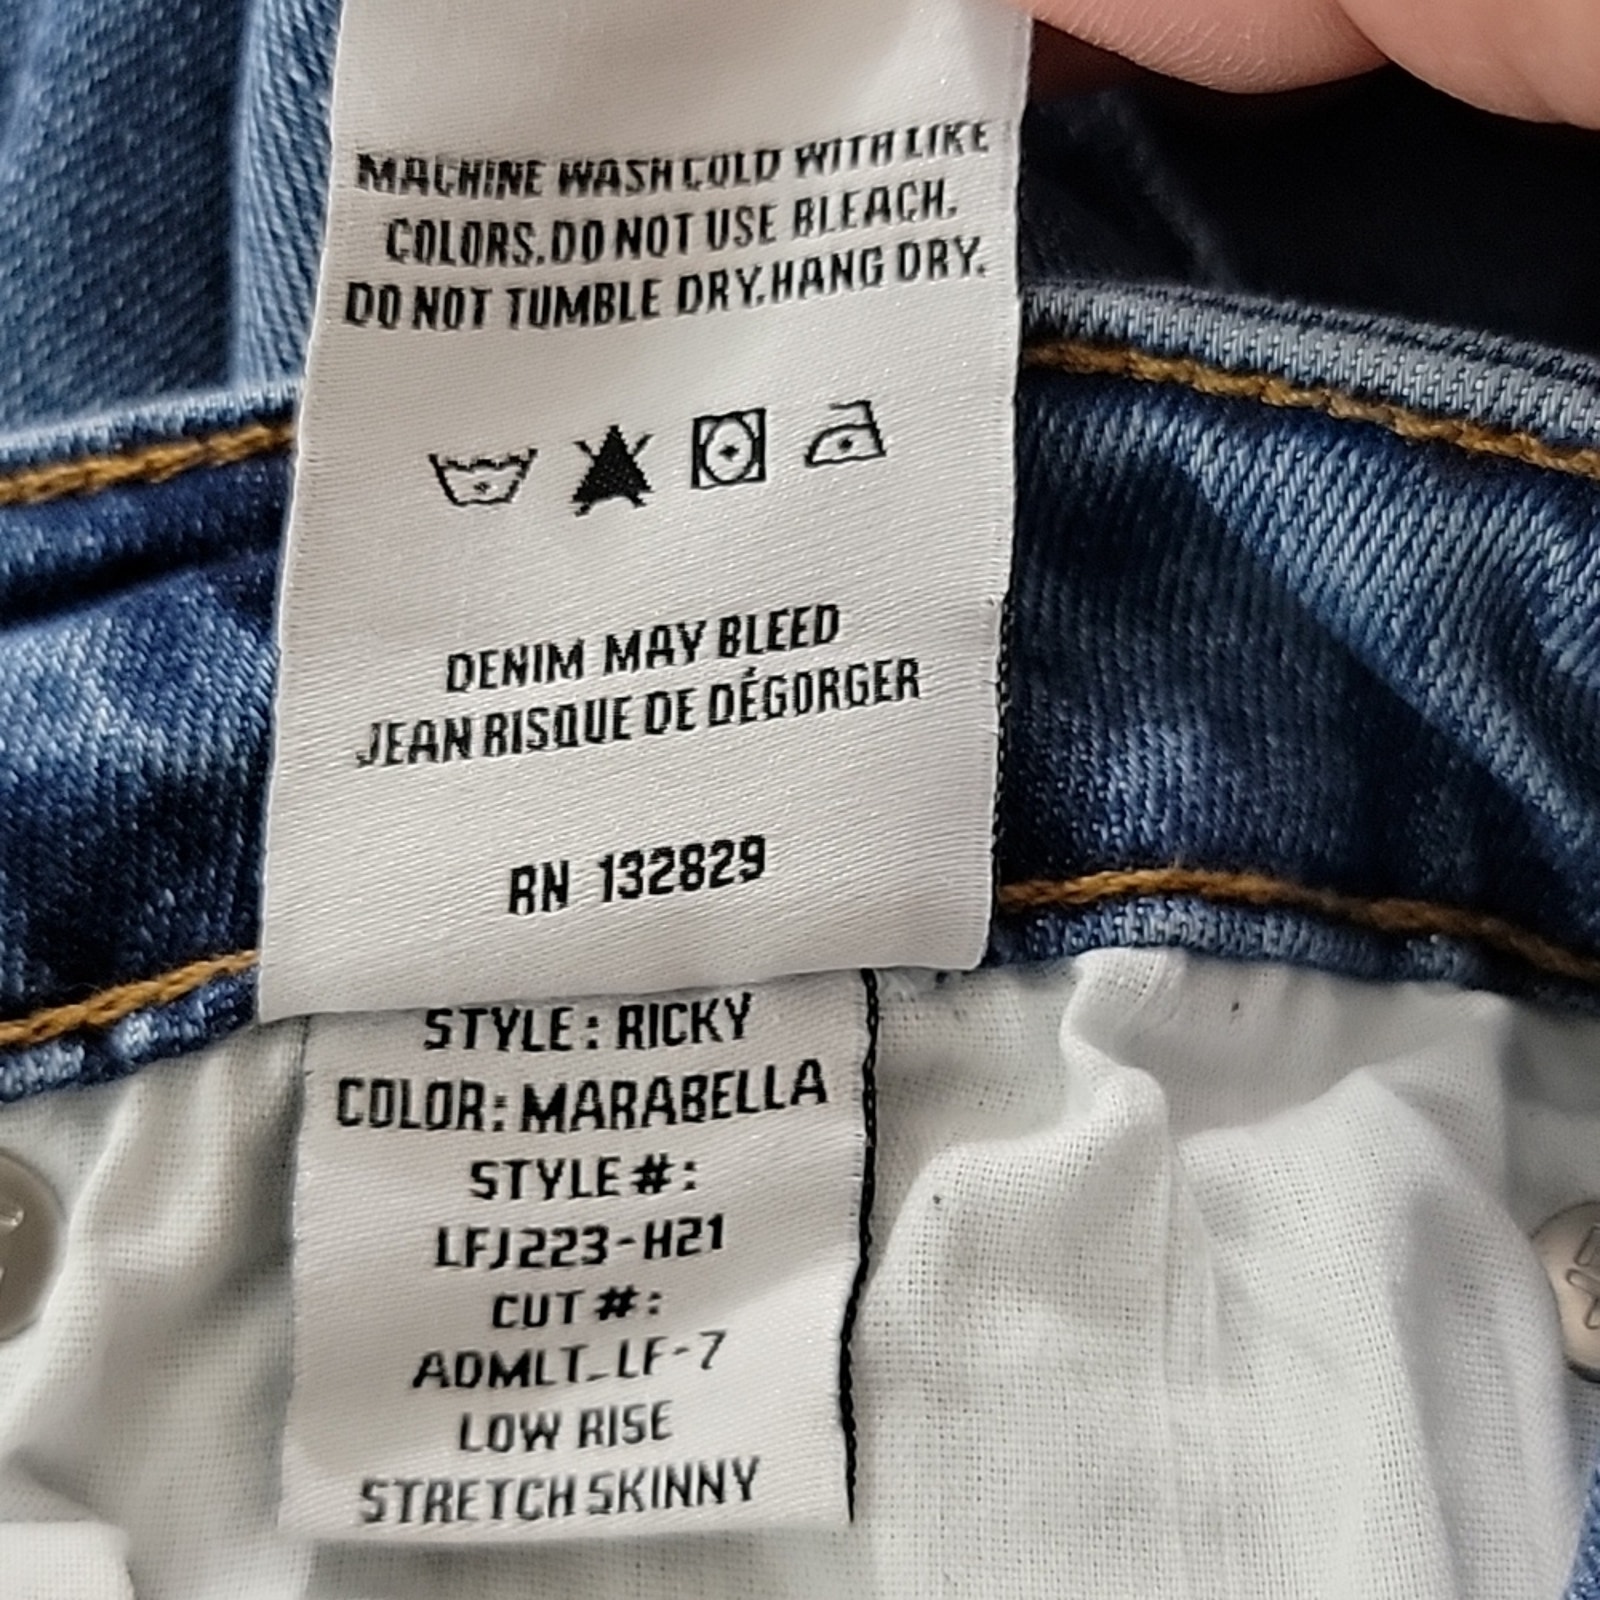 MACHINE WASH COLD WITH LIKE
COLORS.DO NOT USE BLEACH.
DO NOT TUMBLE DRY.HANG DRY.
DENIM MAY BLEED
JEAN RISQUE DE DÉGORGER
RN 132829
STYLE: RICKY
COLOR: MARABELLA
STYLE#:
LFJ223-H21
CUT#:
ADMLT_LF-7
LOW RISE
STRETCH SKINNY